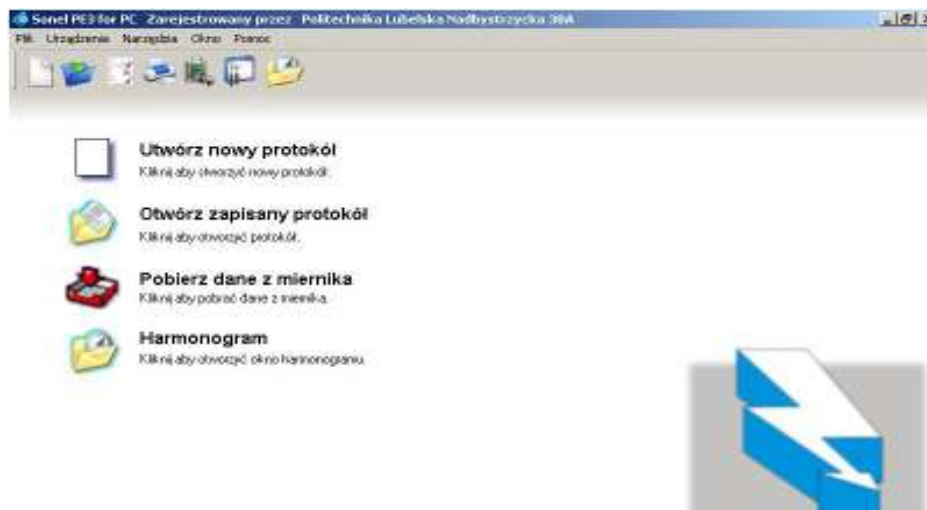 Sonel PE3 for PC Zarejestrowany przez Politechnika Lubelska Nadbystrzycka 38A
Plik Urządzenia Narzędzia Okno Pomoc
Utwórz nowy protokół
Kliknij aby stworzyć nowy protokół.
Otwórz zapisany protokół
Kliknij aby otworzyć protokół.
Pobierz dane z miernika
Kliknij aby pobrać dane z miernika.
Harmonogram
Kliknij aby otworzyć okno harmonogramu.